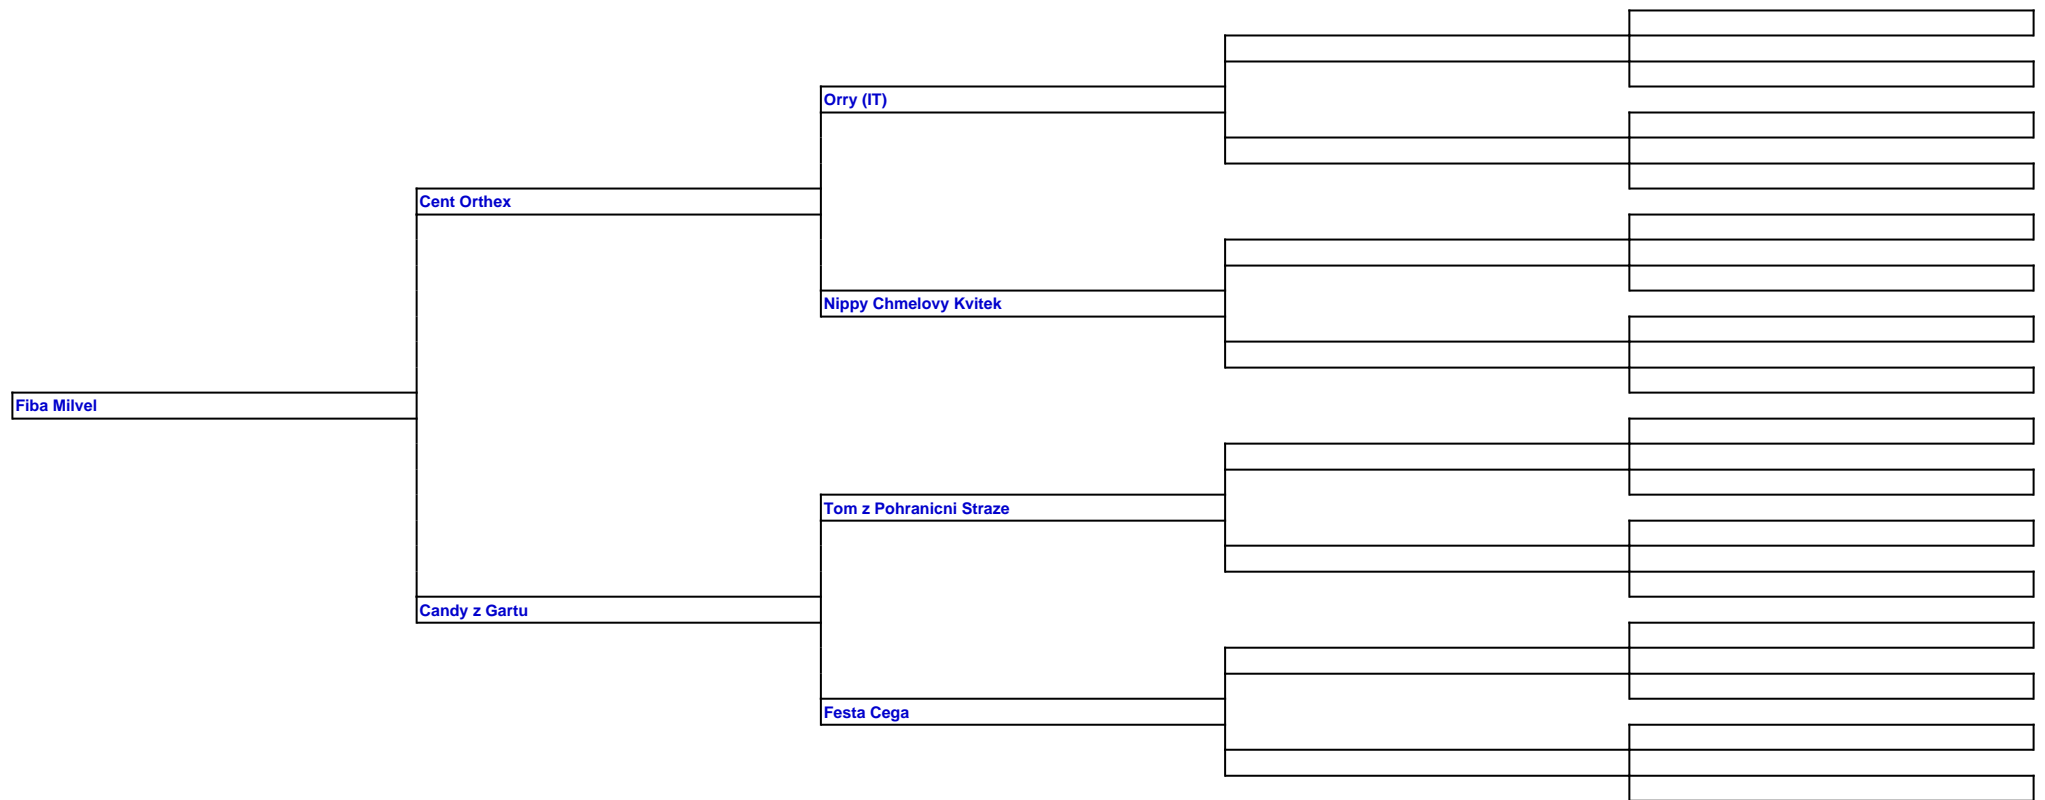 Orry (IT)
Cent Orthex
Nippy Chmelovy Kvitek
Fiba Milvel
Tom z Pohranicni Straze
Candy z Gartu
Festa Cega